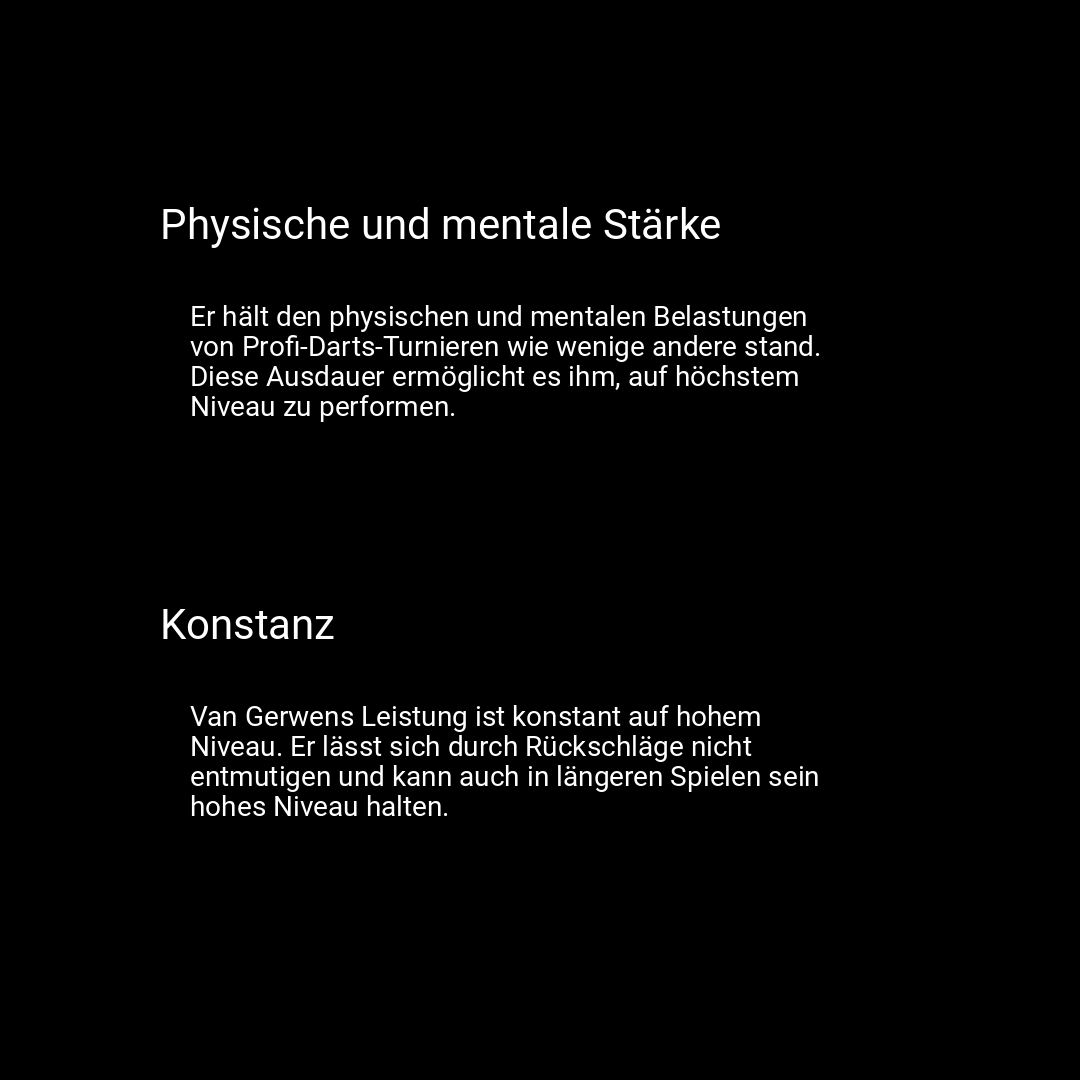 Physische und mentale Stärke
Er hält den physischen und mentalen Belastungen
von Profi-Darts-Turnieren wie wenige andere stand.
Diese Ausdauer ermöglicht es ihm, auf höchstem
Niveau zu performen.
Konstanz
Van Gerwens Leistung ist konstant auf hohem
Niveau. Er lässt sich durch Rückschläge nicht
entmutigen und kann auch in längeren Spielen sein
hohes Niveau halten.